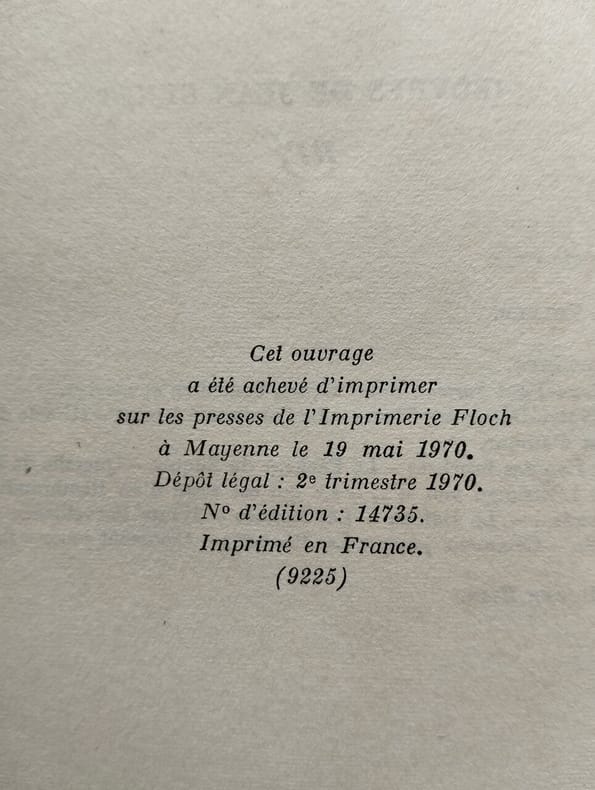 Cet ouvrage
a été achevé d'imprimer
sur les presses de l'Imprimerie Floch
à Mayenne le 19 mai 1970.
Dépôt légal : 2e trimestre 1970.
No d'édition : 14735.
Imprimé en France.
(9225)